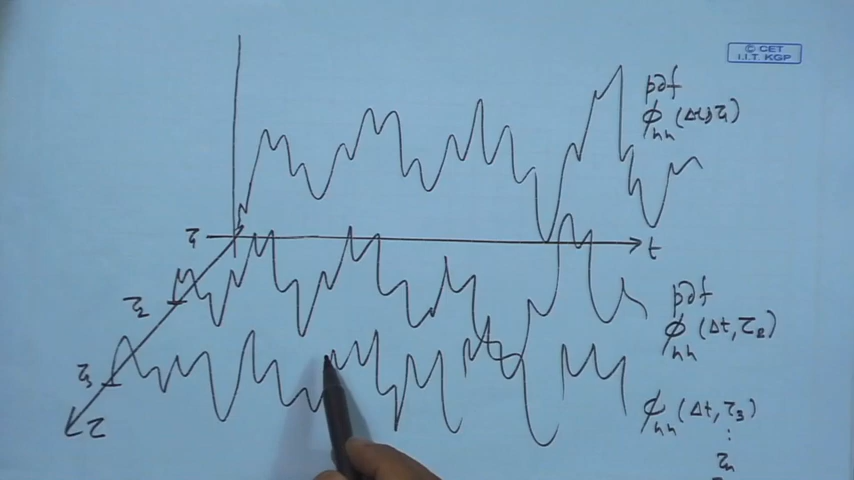 © CET
I.I.T. KGP
pdf
ϕhh (Δt, τ1)
τ1
t
τ2
pdf
ϕhh (Δt, τ2)
τ3
τ
ϕhh (Δt, τ3)
⋮
τn